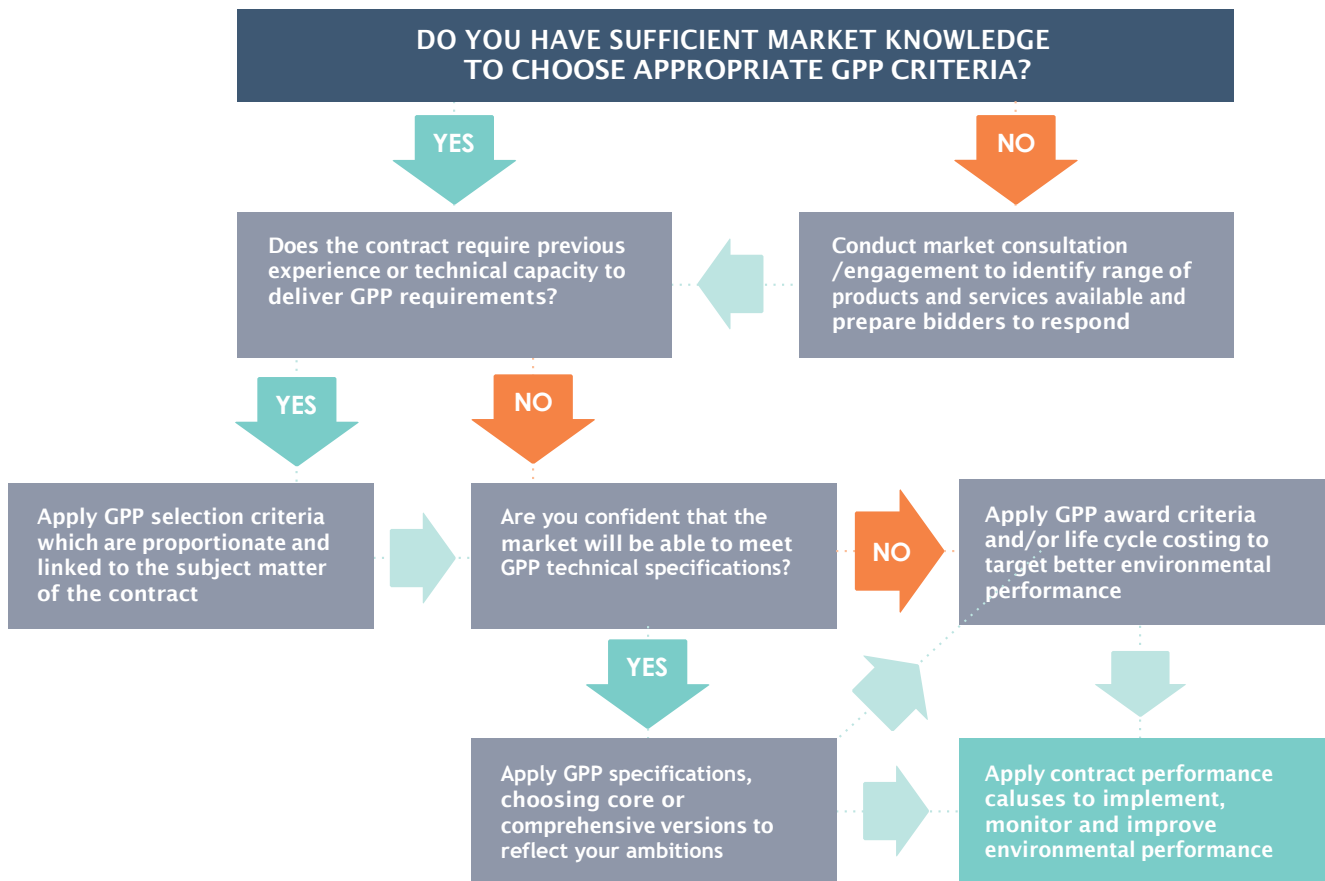 DO YOU HAVE SUFFICIENT MARKET KNOWLEDGE
TO CHOOSE APPROPRIATE GPP CRITERIA?
YES
NO
Does the contract require previous
experience or technical capacity to
deliver GPP requirements?
Conduct market consultation
/engagement to identify range of
products and services available and
prepare bidders to respond
YES
NO
Apply GPP selection criteria
which are proportionate and
linked to the subject matter
of the contract
Are you confident that the
market will be able to meet
GPP technical specifications?
NO
Apply GPP award criteria
and/or life cycle costing to
target better environmental
performance
YES
Apply GPP specifications,
choosing core or
comprehensive versions to
reflect your ambitions
Apply contract performance
caluses to implement,
monitor and improve
environmental performance